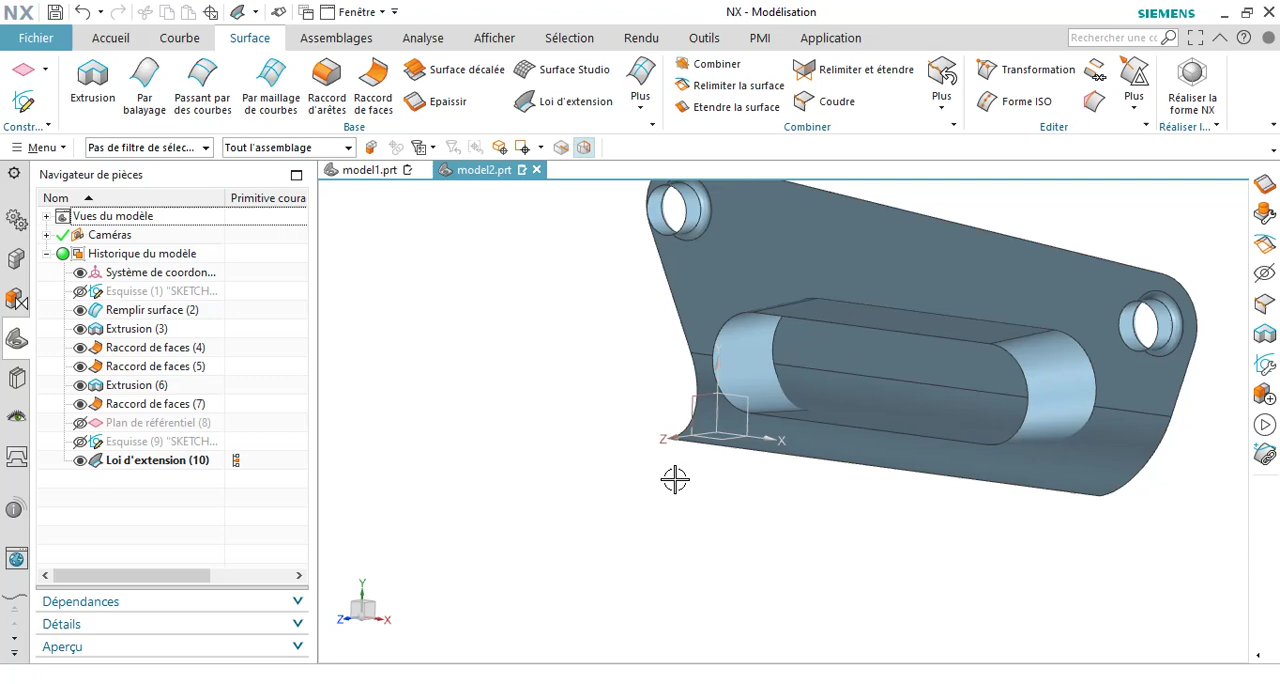 NX
Fenêtre
NX - Modélisation
SIEMENS
Fichier
Accueil
Courbe
Surface
Assemblages
Analyse
Afficher
Sélection
Rendu
Outils
PMI
Application
Rechercher une cc
Constr...
Extrusion
Par balayage
Passant par des courbes
Par maillage de courbes
Raccord d'arêtes
Raccord de faces
Surface décalée
Epaissir
Surface Studio
Loi d'extension
Plus
Base
Combiner
Relimiter la surface
Etendre la surface
Relimiter et étendre
Coudre
Plus
Combiner
Transformation
Forme ISO
Plus
Editer
Réaliser la forme NX
Réaliser l...
Menu
Pas de filtre de sélec...
Tout l'assemblage
model1.prt
model2.prt
Navigateur de pièces
Nom
Primitive coura
Vues du modèle
Caméras
Historique du modèle
Système de coordon...
Esquisse (1) "SKETCH...
Remplir surface (2)
Extrusion (3)
Raccord de faces (4)
Raccord de faces (5)
Extrusion (6)
Raccord de faces (7)
Plan de référentiel (8)
Esquisse (9) "SKETCH...
Loi d'extension (10)
Dépendances
Détails
Aperçu
Z
X
Y
Z
X